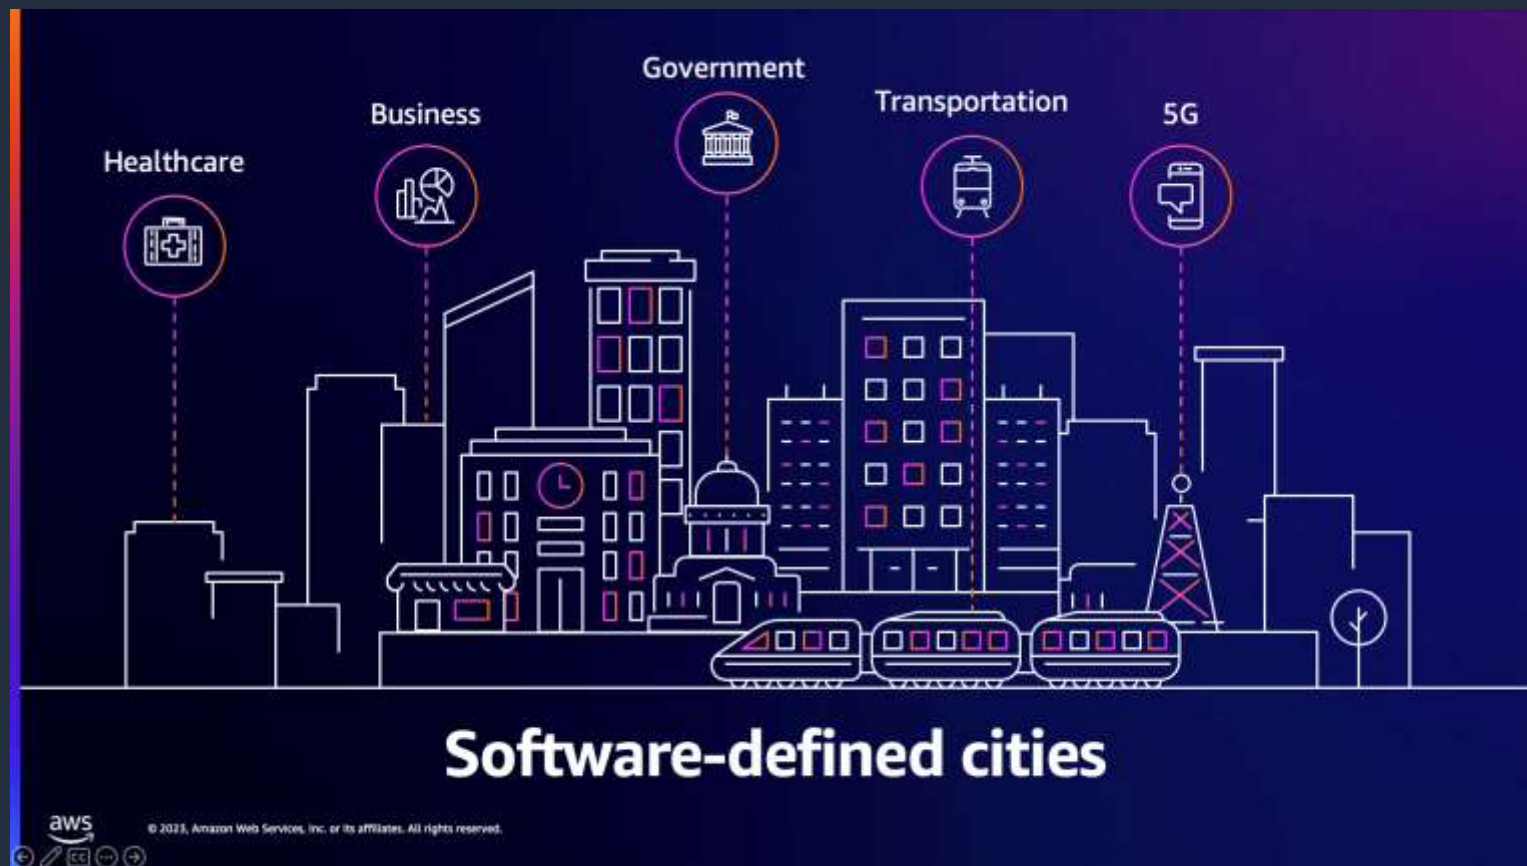 Government
Transportation
Business
5G
Healthcare
Software-defined cities
aws
© 2023, Amazon Web Services, Inc. or its affiliates. All rights reserved.
CC